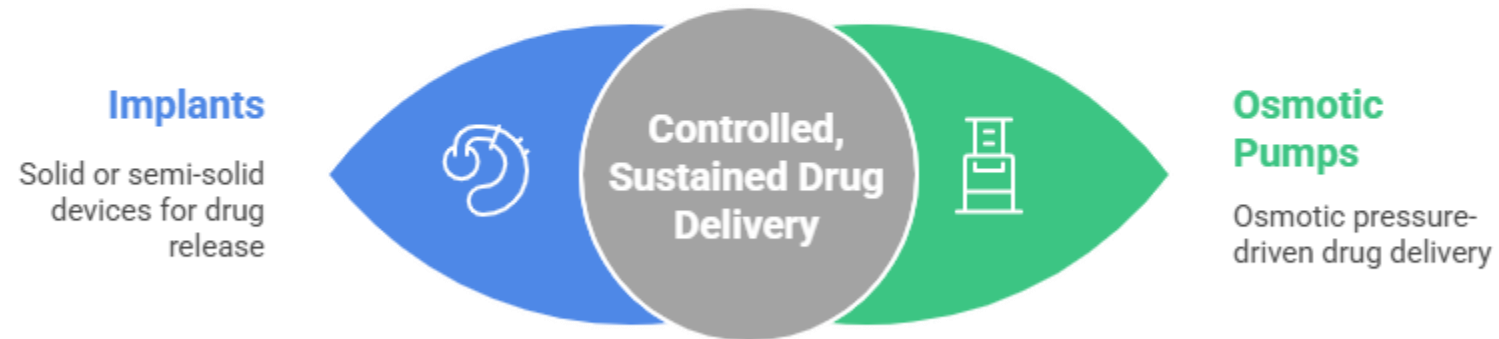 Implants
Solid or semi-solid
devices for drug
release
Controlled,
Sustained Drug
Delivery
Osmotic
Pumps
Osmotic pressure-
driven drug delivery